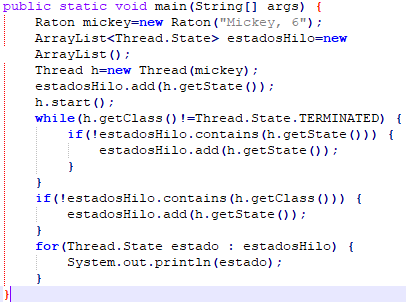 public static void main(String[] args) {
Raton mickey=new Raton("Mickey, 6");
ArrayList<Thread.State> estadosHilo=new
ArrayList();
Thread h=new Thread(mickey);
estadosHilo.add(h.getState());
h.start();
while(h.getClass()!=Thread.State.TERMINATED) {
if(!estadosHilo.contains(h.getState())) {
estadosHilo.add(h.getState());
}
}
if(!estadosHilo.contains(h.getClass())) {
estadosHilo.add(h.getState());
}
for(Thread.State estado : estadosHilo) {
System.out.println(estado);
}
}